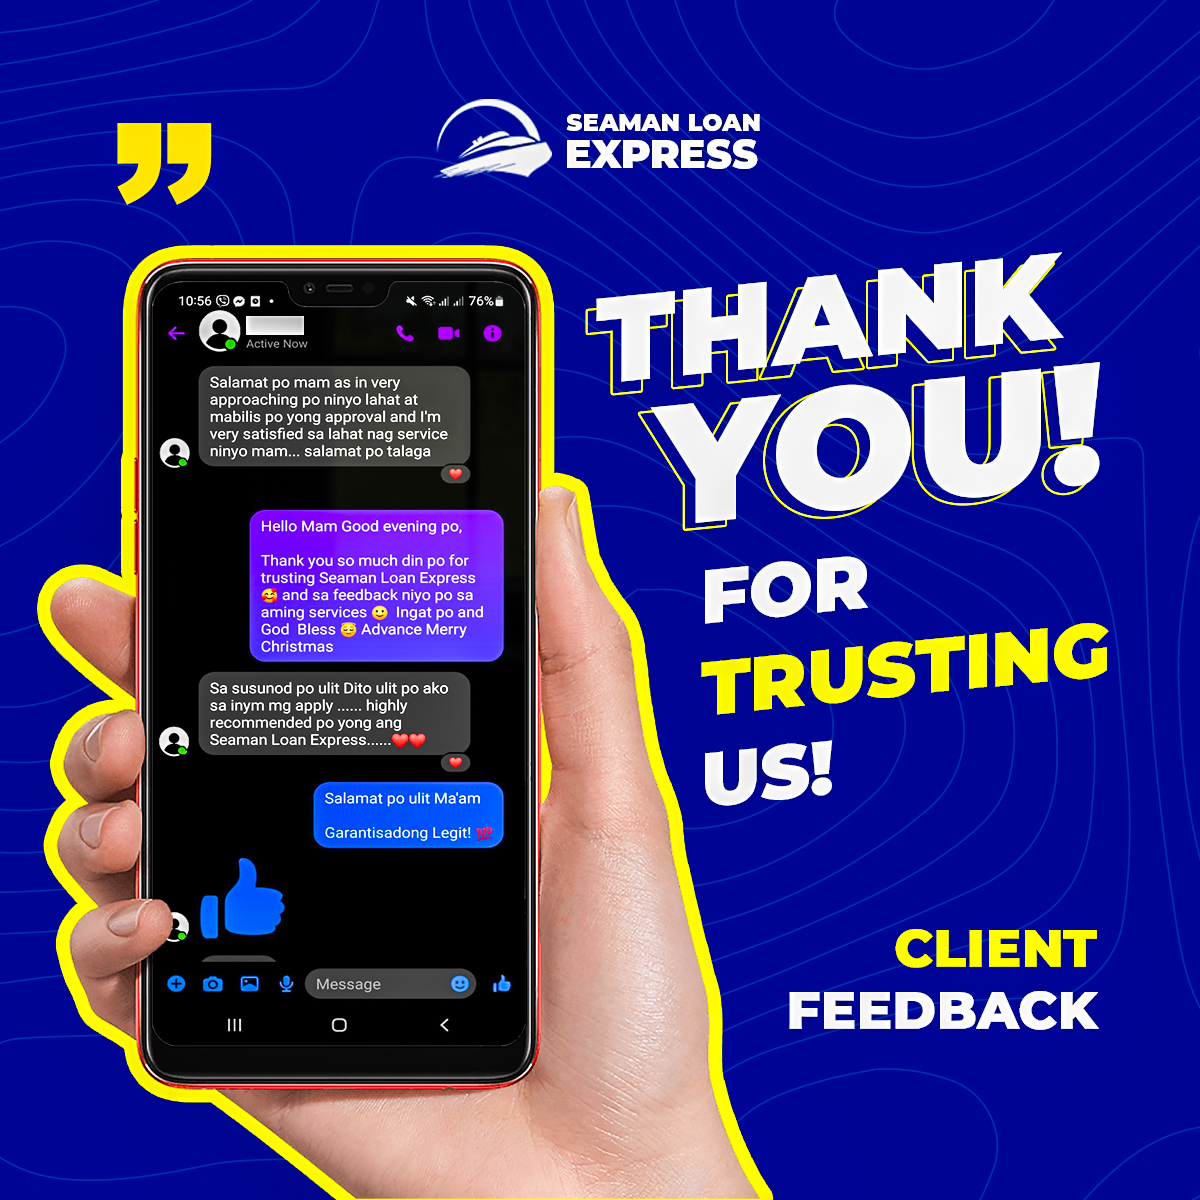 SEAMAN LOAN
EXPRESS
10:56
76%
Active Now
Salamat po mam as in very
approaching po ninyo lahat at
mabilis po yong approval and I'm
very satisfied sa lahat nag service
ninyo mam... salamat po talaga
Hello Mam Good evening po,
Thank you so much din po for
trusting Seaman Loan Express
🥰 and sa feedback niyo po sa
aming services 🙂 Ingat po and
God Bless 😇 Advance Merry
Christmas
Sa susunod po ulit Dito ulit po ako
sa inym mg apply ...... highly
recommended po yong ang
Seaman Loan Express......❤️❤️
Salamat po ulit Ma'am
Garantisadong Legit! 💯
Message
THANK
YOU!
FOR
TRUSTING
US!
CLIENT
FEEDBACK